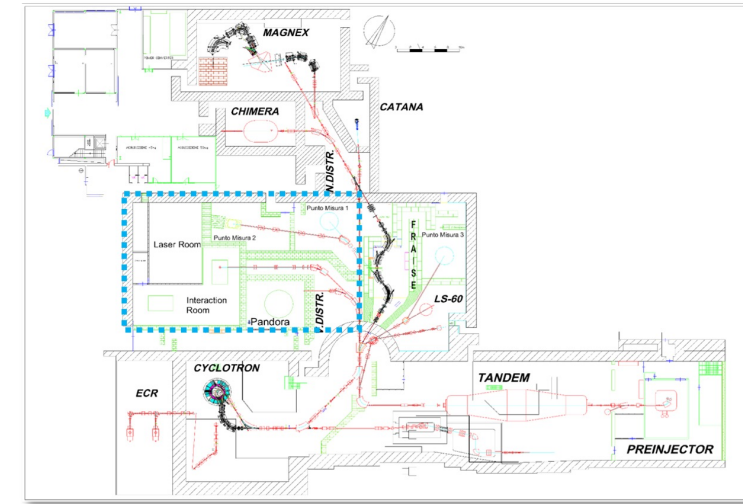 MAGNEX
CHIMERA
CATANA
N.DISTR.
Punto Misura 1
Punto Misura 2
Laser Room
FRAISE
Punto Misura 3
Interaction
Room
Pandora
.DISTR.
LS-60
CYCLOTRON
ECR
TANDEM
PREINJECTOR